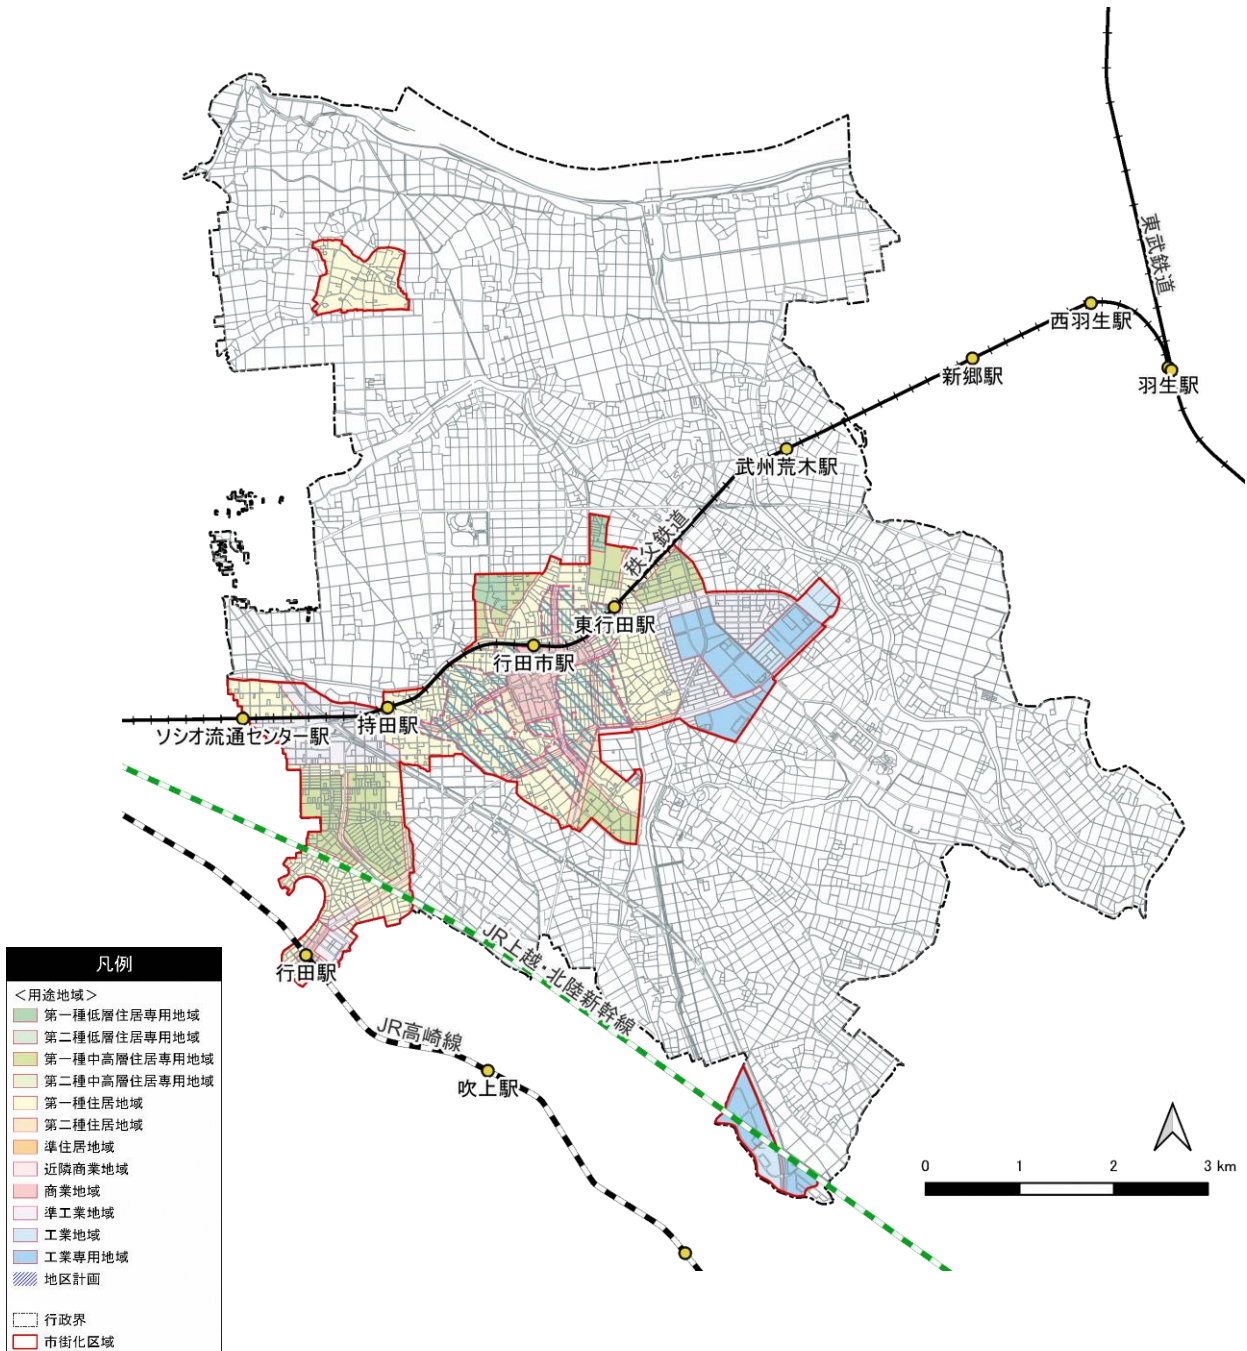 東武鉄道
西羽生駅
新郷駅
羽生駅
武州荒木駅
秩父鉄道
東行田駅
行田市駅
持田駅
ソシオ流通センター駅
JR上越・北陸新幹線
行田駅
JR高崎線
吹上駅
0 1 2 3 km
凡例
<用途地域>
第一種低層住居専用地域
第二種低層住居専用地域
第一種中高層住居専用地域
第二種中高層住居専用地域
第一種住居地域
第二種住居地域
準住居地域
近隣商業地域
商業地域
準工業地域
工業地域
工業専用地域
地区計画
行政界
市街化区域